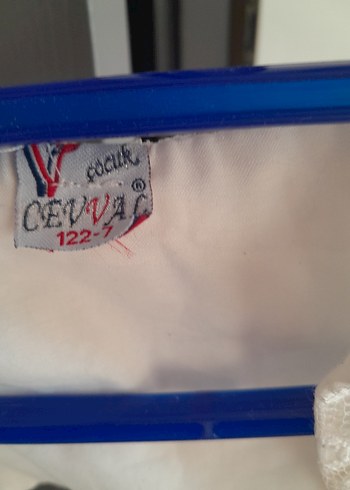 çocuk
®
CEVVAL
122-7